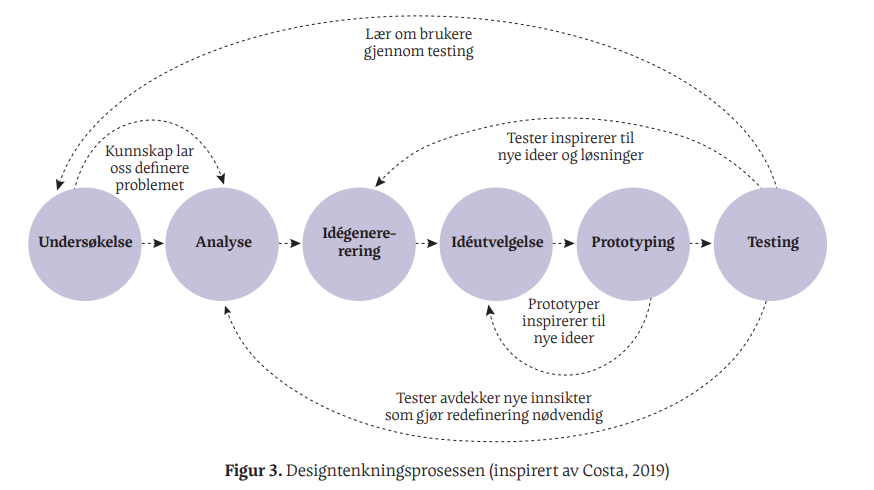 Lær om brukere
gjennom testing
Tester inspirerer til
nye ideer og løsninger
Kunnskap lar
oss definere
problemet
Undersøkelse
Analyse
Idégenere-
rering
Idéutvelgelse
Prototyping
Testing
Prototyper
inspirerer til
nye ideer
Tester avdekker nye innsikter
som gjør redefinering nødvendig
Figur 3. Designtenkningsprosessen (inspirert av Costa, 2019)